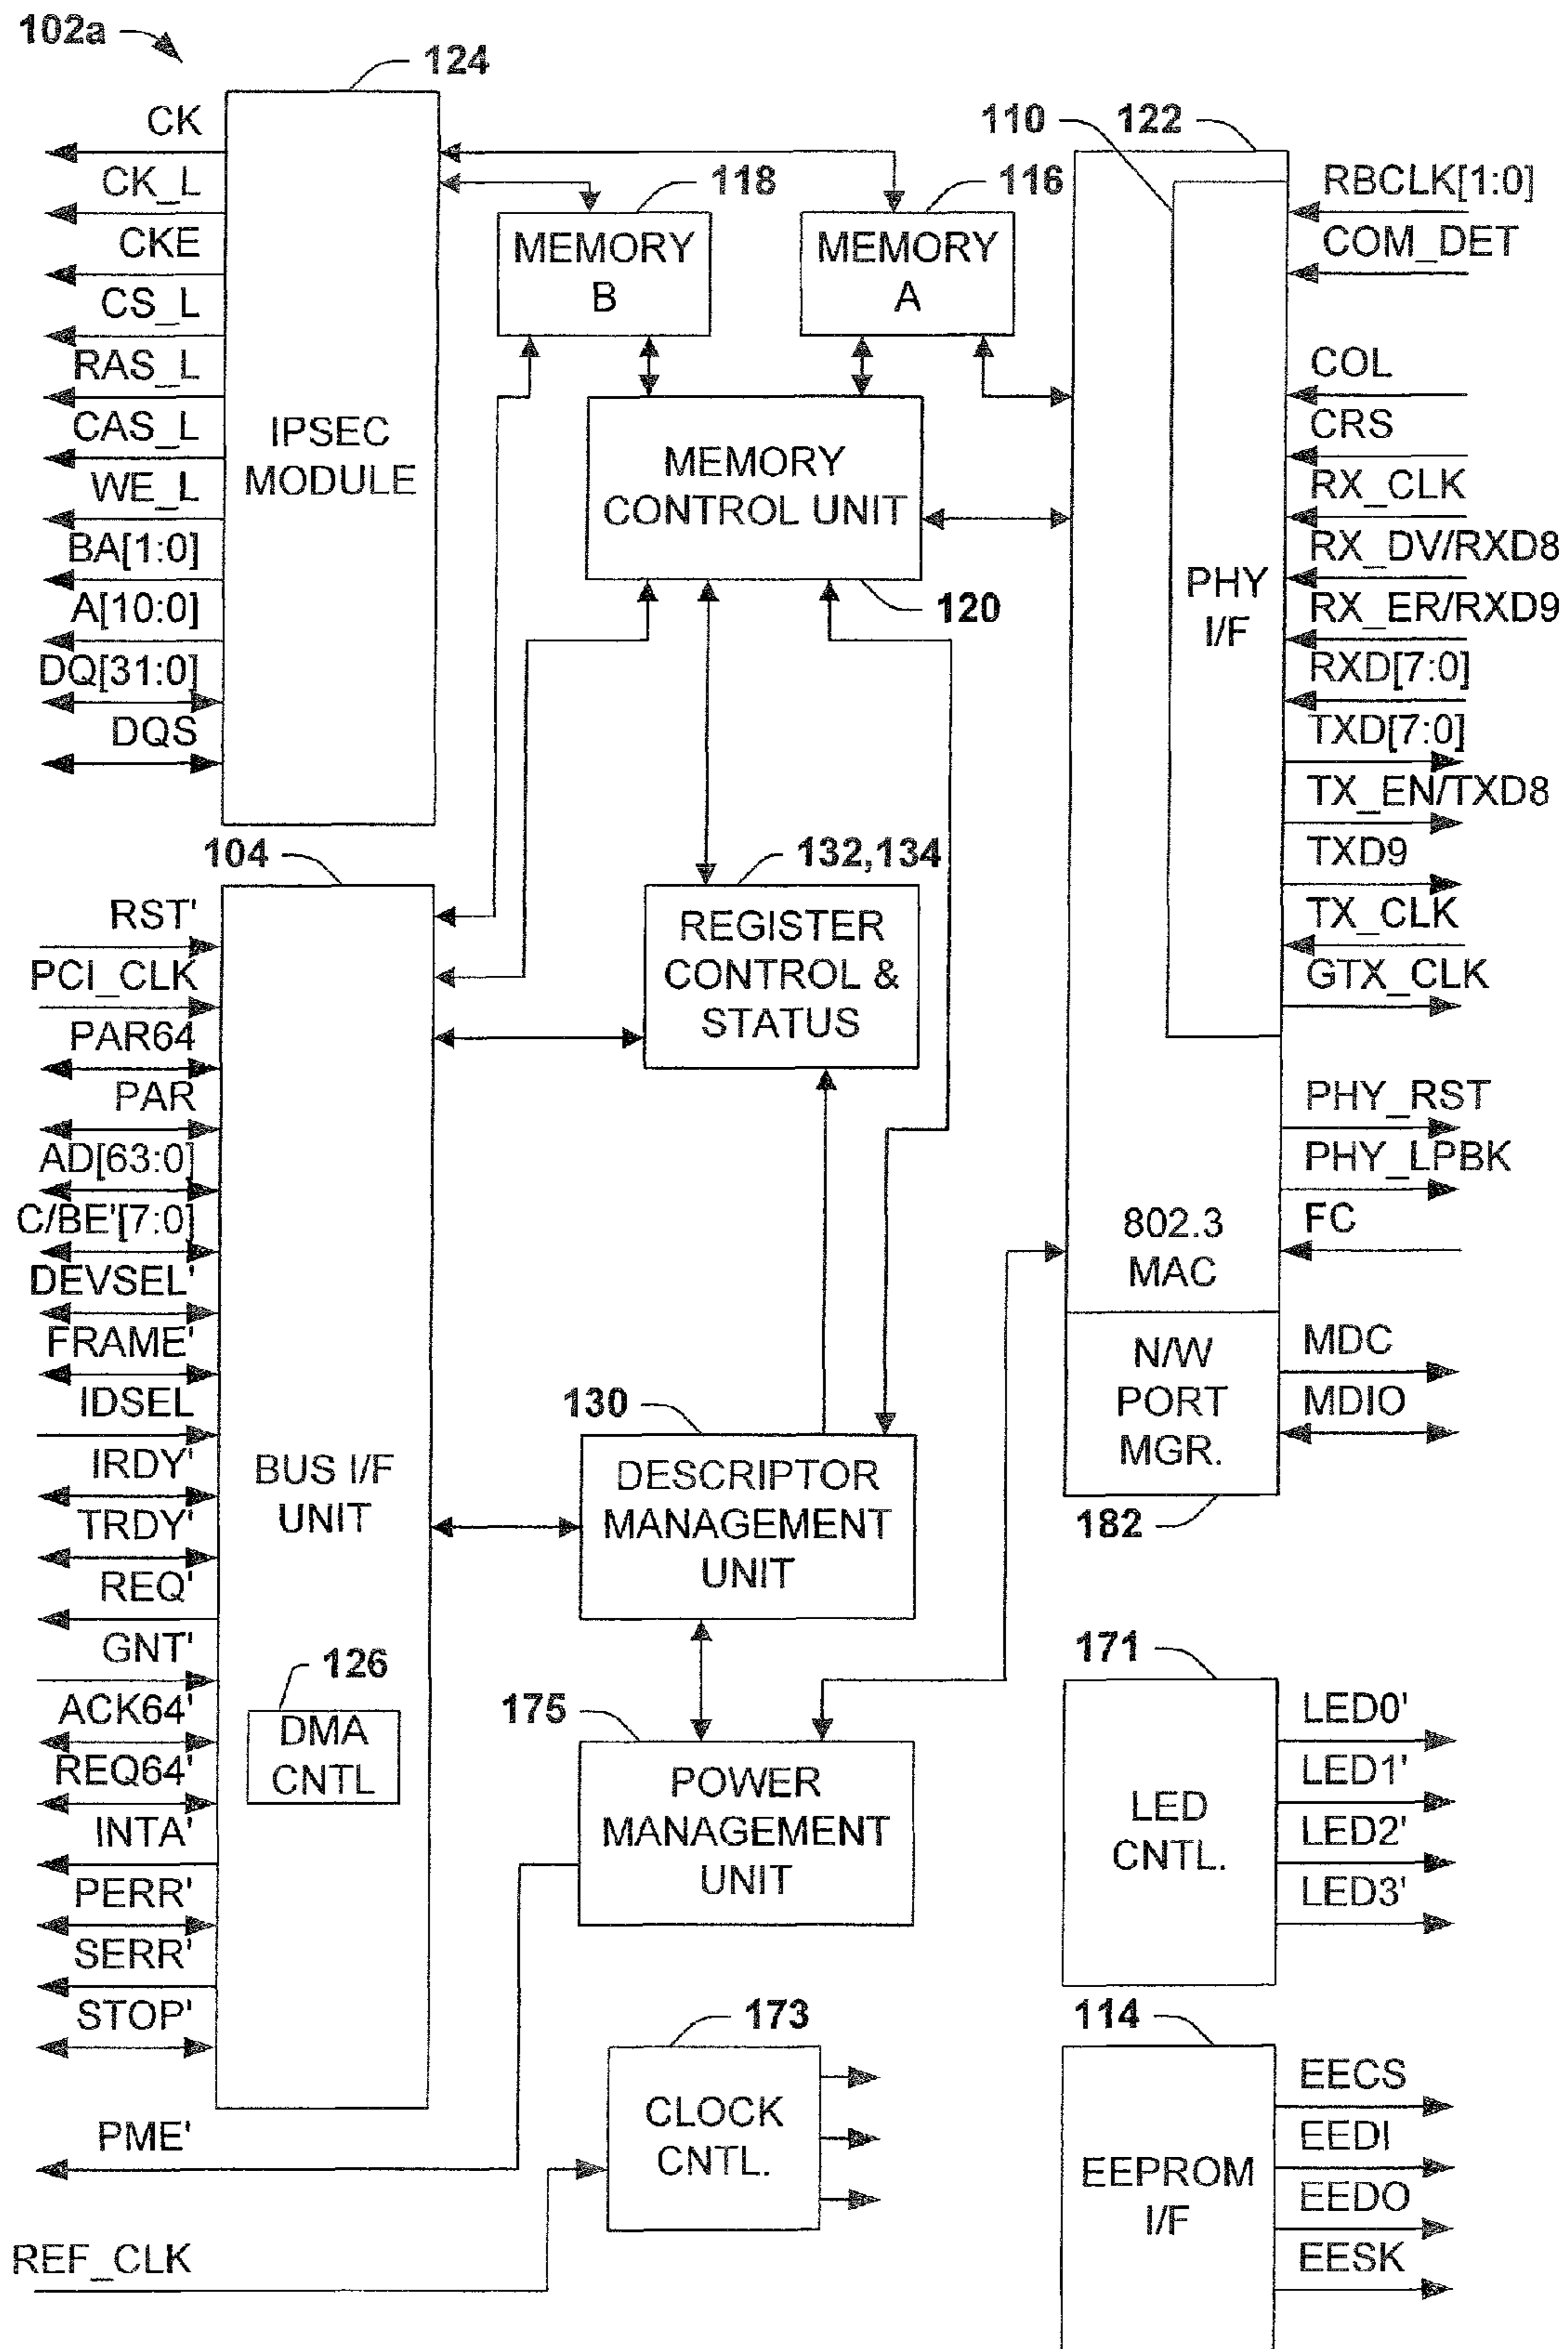 102a
124
CK
CK_L
CKE
CS_L
RAS_L
CAS_L
WE_L
BA[1:0]
A[10:0]
DQ[31:0]
DQS
IPSEC
MODULE
118
MEMORY
B
116
MEMORY
A
MEMORY
CONTROL UNIT
120
110
122
PHY
I/F
RBCLK[1:0]
COM_DET
COL
CRS
RX_CLK
RX_DV/RXD8
RX_ER/RXD9
RXD[7:0]
TXD[7:0]
TX_EN/TXD8
TXD9
TX_CLK
GTX_CLK
PHY_RST
PHY_LPBK
FC
802.3
MAC
N/W
PORT
MGR.
MDC
MDIO
182
104
RST'
PCI_CLK
PAR64
PAR
AD[63:0]
C/BE'[7:0]
DEVSEL'
FRAME'
IDSEL
IRDY'
TRDY'
REQ'
GNT'
ACK64'
REQ64'
INTA'
PERR'
SERR'
STOP'
BUS I/F
UNIT
126
DMA
CNTL
132,134
REGISTER
CONTROL &
STATUS
130
DESCRIPTOR
MANAGEMENT
UNIT
175
POWER
MANAGEMENT
UNIT
171
LED
CNTL.
LED0'
LED1'
LED2'
LED3'
PME'
REF_CLK
173
CLOCK
CNTL.
114
EEPROM
I/F
EECS
EEDI
EEDO
EESK